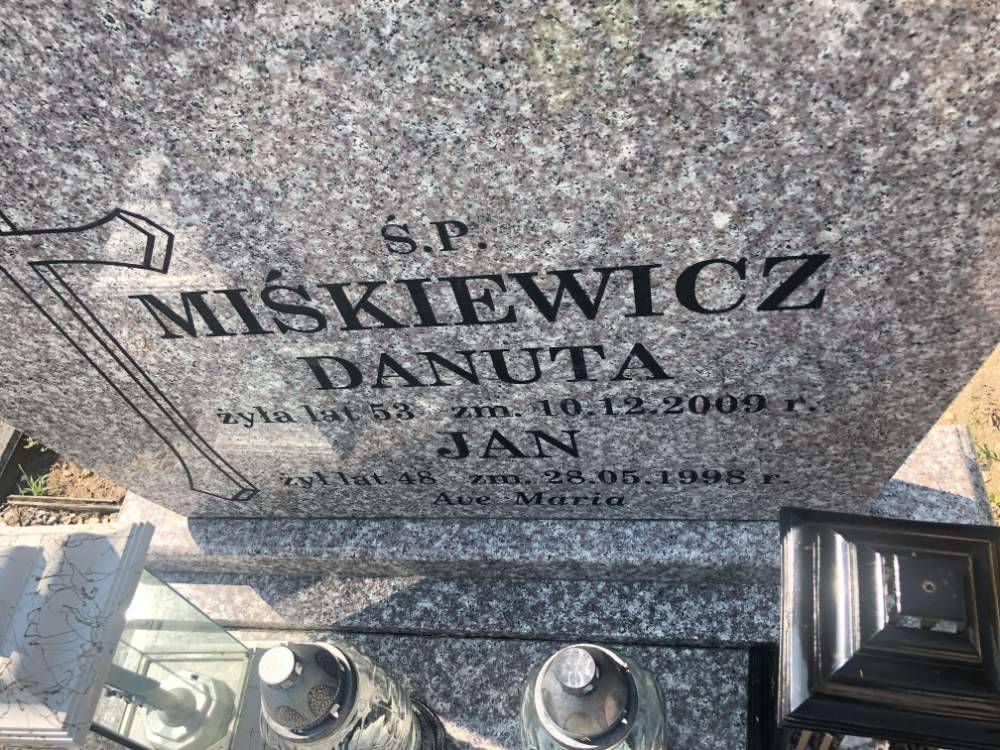 Ś.P.
MIŚKIEWICZ
DANUTA
żyła lat 53 zm. 10.12.2009 r.
JAN
żył lat 48 zm. 28.05.1998 r.
Ave Maria